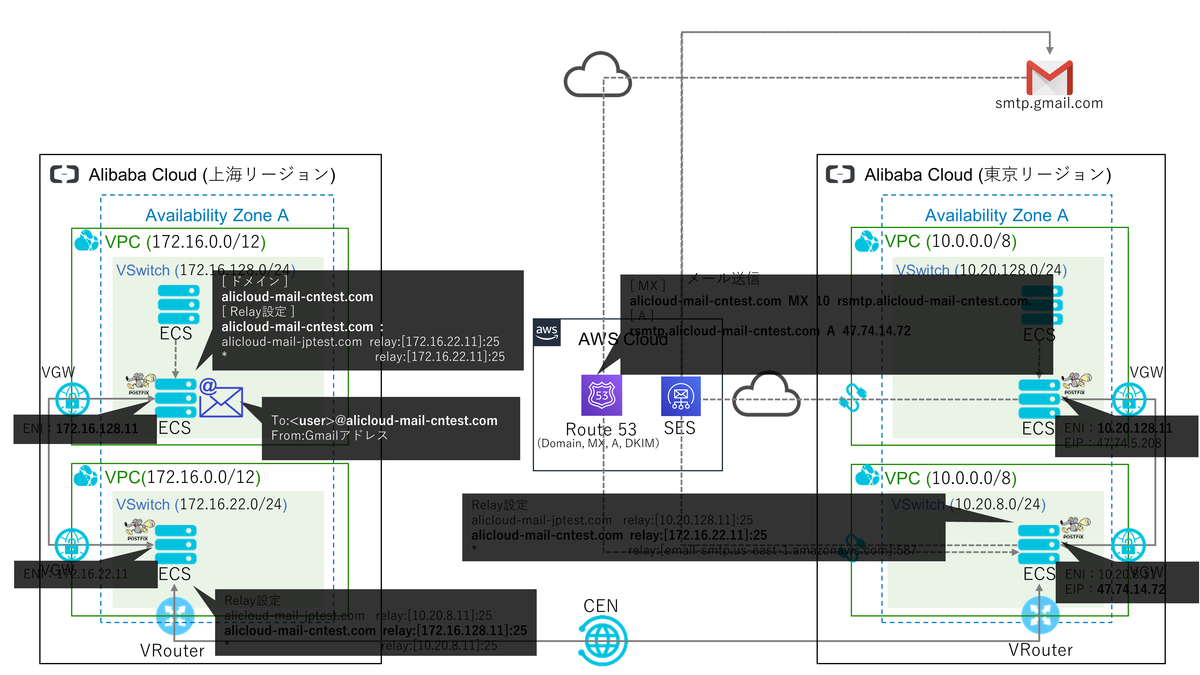 smtp.gmail.com
Alibaba Cloud (上海リージョン)
Availability Zone A
VPC (172.16.0.0/12)
VSwitch (172.16.128.0/24)
ECS
[ ドメイン ]
alicloud-mail-cntest.com
[ Relay設定 ]
alicloud-mail-cntest.com :
alicloud-mail-jptest.com relay:[172.16.22.11]:25
* relay:[172.16.22.11]:25
VGW
POSTFIX
@
ECS
ENI：172.16.128.11
To:<user>@alicloud-mail-cntest.com
From:Gmailアドレス
VPC(172.16.0.0/12)
VSwitch (172.16.22.0/24)
POSTFIX
VGW
ECS
ENI：172.16.22.11
Relay設定
alicloud-mail-jptest.com relay:[10.20.8.11]:25
alicloud-mail-cntest.com relay:[172.16.128.11]:25
* relay:[10.20.8.11]:25
VRouter
CEN
メール送信
[ MX ]
alicloud-mail-cntest.com MX 10 rsmtp.alicloud-mail-cntest.com.
[ A ]
rsmtp.alicloud-mail-cntest.com A 47.74.14.72
aws
AWS Cloud
53
Route 53
(Domain, MX, A, DKIM)
SES
Relay設定
alicloud-mail-jptest.com relay:[10.20.128.11]:25
alicloud-mail-cntest.com relay:[172.16.22.11]:25
* relay:[email-smtp.us-east-1.amazonaws.com]:587
Alibaba Cloud (東京リージョン)
Availability Zone A
VPC (10.0.0.0/8)
VSwitch (10.20.128.0/24)
ECS
POSTFIX
VGW
ECS
ENI：10.20.128.11
EIP：47.74.5.208
VPC (10.0.0.0/8)
VSwitch (10.20.8.0/24)
POSTFIX
VGW
ECS
ENI：10.20.8.11
EIP：47.74.14.72
VRouter